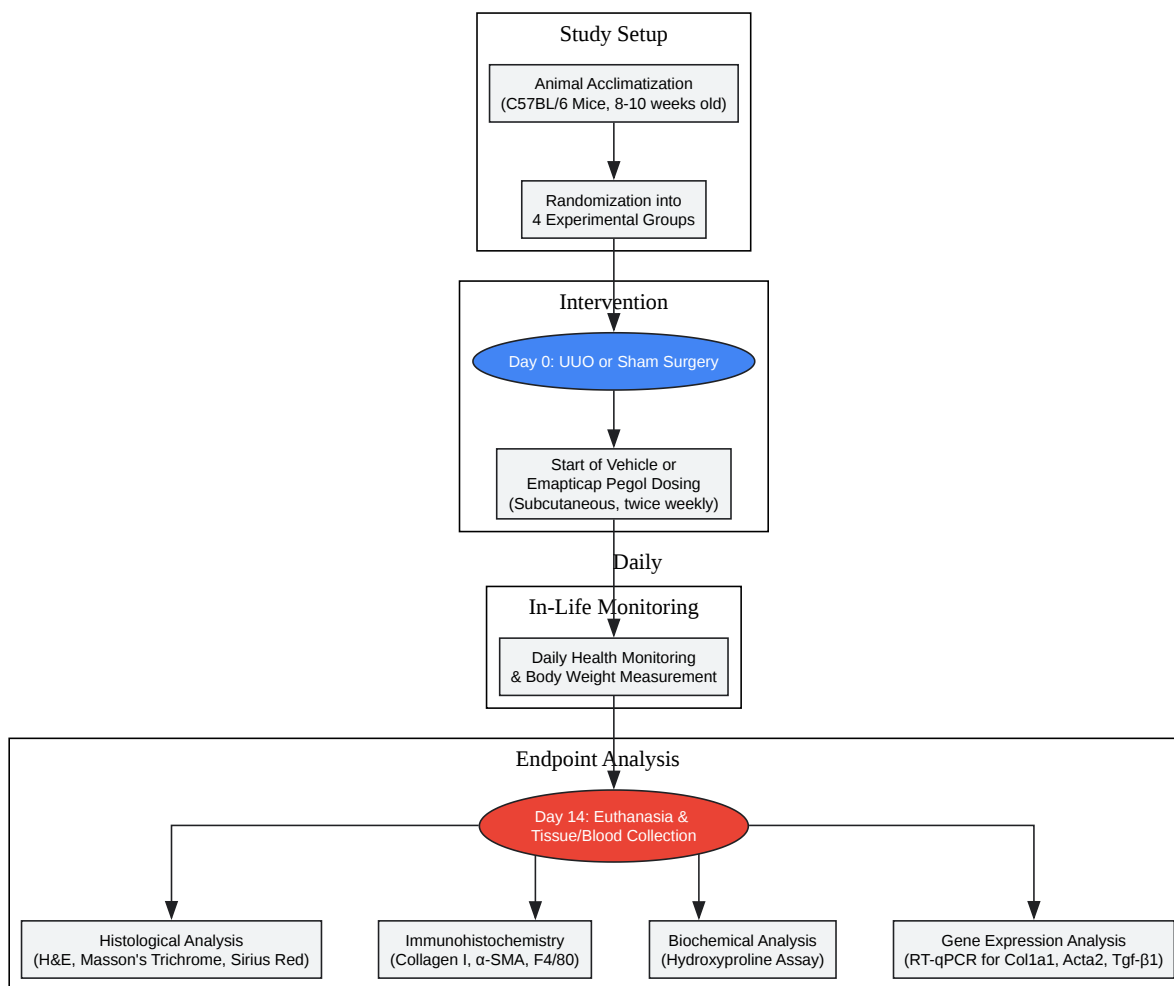 Study Setup
Animal Acclimatization
(C57BL/6 Mice, 8-10 weeks old)
Randomization into
4 Experimental Groups
Intervention
Day 0: UUO or Sham Surgery
Start of Vehicle or
Emapticap Pegol Dosing
(Subcutaneous, twice weekly)
Daily
In-Life Monitoring
Daily Health Monitoring
& Body Weight Measurement
Endpoint Analysis
Day 14: Euthanasia &
Tissue/Blood Collection
Histological Analysis
(H&E, Masson's Trichrome, Sirius Red)
Immunohistochemistry
(Collagen I, α-SMA, F4/80)
Biochemical Analysis
(Hydroxyproline Assay)
Gene Expression Analysis
(RT-qPCR for Col1a1, Acta2, Tgf-β1)